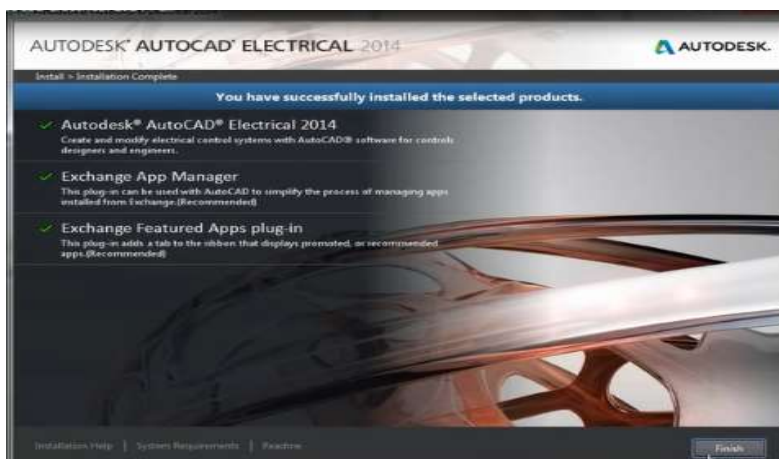 AUTODESK® AUTOCAD® ELECTRICAL 2014
AUTODESK.
Install > Installation Complete
You have successfully installed the selected products.
Autodesk® AutoCAD® Electrical 2014
Create and modify electrical control systems with AutoCAD® software for controls
designers and engineers.
Exchange App Manager
This plug-in can be used with AutoCAD to simplify the process of managing apps
installed from Exchange.(Recommended)
Exchange Featured Apps plug-in
This plug-in adds a tab to the ribbon that displays promoted, or recommended
apps.(Recommended)
Installation Help | System Requirements | Readme
Finish